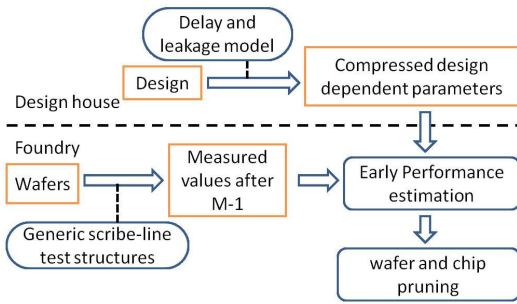 Delay and
leakage model
Design
Compressed design
dependent parameters
Design house
Foundry
Wafers
Measured
values after
M-1
Early Performance
estimation
Generic scribe-line
test structures
wafer and chip
pruning